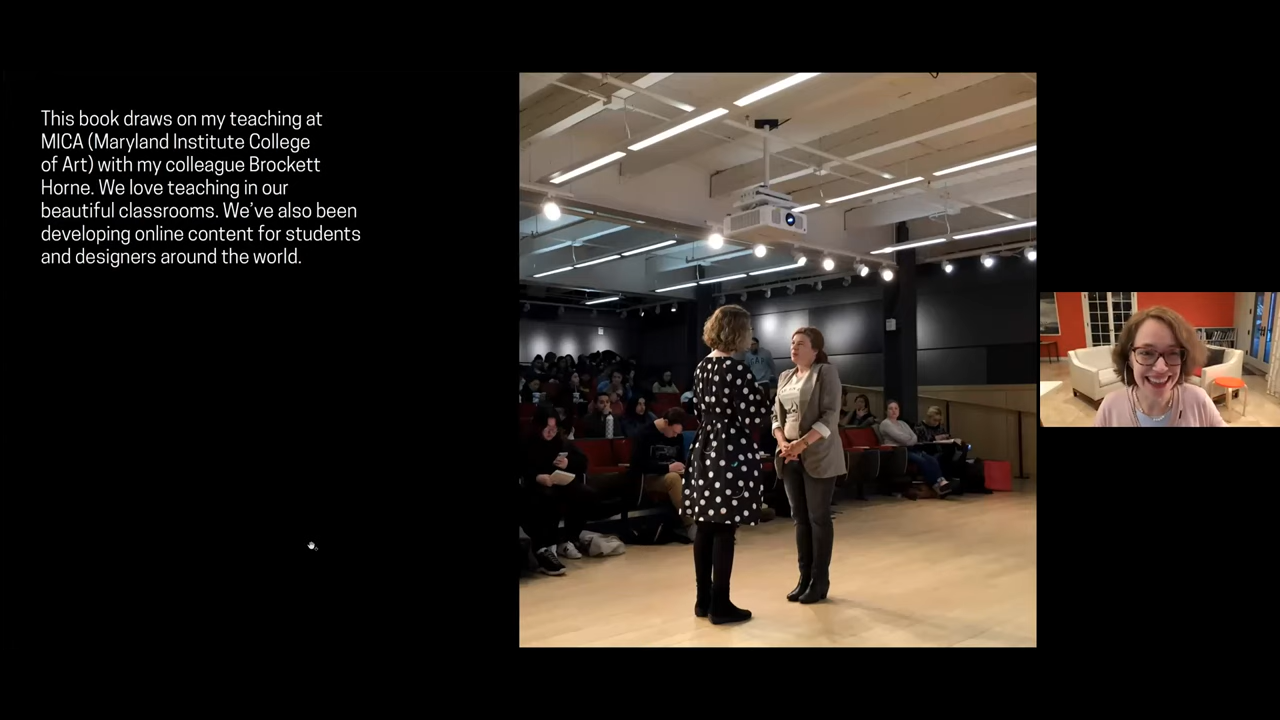 This book draws on my teaching at
MICA (Maryland Institute College
of Art) with my colleague Brockett
Horne. We love teaching in our
beautiful classrooms. We’ve also been
developing online content for students
and designers around the world.